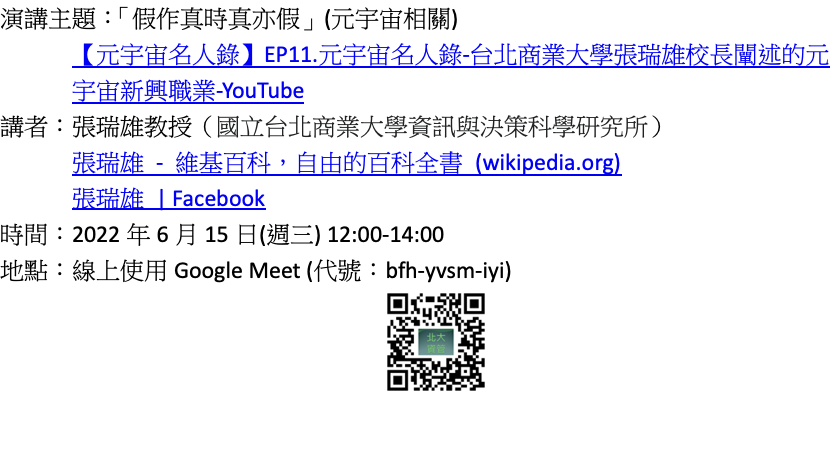 演講主題：「假作真時真亦假」(元宇宙相關)
【元宇宙名人錄】EP11.元宇宙名人錄-台北商業大學張瑞雄校長闡述的元
宇宙新興職業-YouTube
講者：張瑞雄教授（國立台北商業大學資訊與決策科學研究所）
張瑞雄 - 維基百科，自由的百科全書 (wikipedia.org)
張瑞雄 | Facebook
時間：2022 年 6 月 15 日(週三) 12:00-14:00
地點：線上使用 Google Meet (代號：bfh-yvsm-iyi)
北大
資管